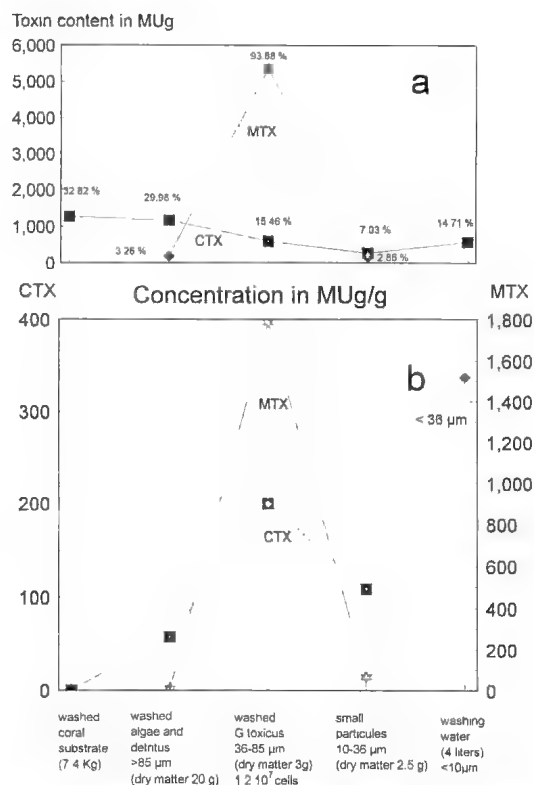 Toxin content in MUg
6,000
5,000
4,000
3,000
2,000
1,000
0
93.88 %
a
MTX
32.82 %
29.98 %
15.46 %
7.03 %
14.71 %
3.26 %
CTX
2.86 %
CTX
Concentration in MUg/g
MTX
400
300
200
100
0
1,800
1,600
1,400
1,200
1,000
800
600
400
200
0
b
MTX
< 36 µm
CTX
washed
coral
substrate
(7 4 Kg)
washed
algae and
detritus
>85 µm
(dry matter 20 g)
washed
G toxicus
36-85 µm
(dry matter 3g)
1 2 10⁷ cells
small
particules
10-36 µm
(dry matter 2.5 g)
washing
water
(4 liters)
<10µm